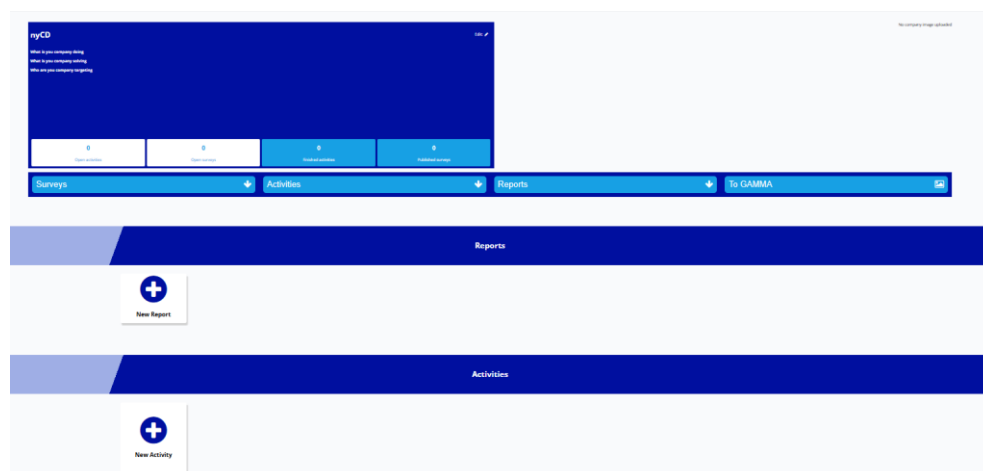 No company image uploaded
nyCD
Edit
What is you company doing
What is you company solving
Who are you company targeting
0
0
0
0
Open activities
Open surveys
Finished activities
Published surveys
Surveys
Activities
Reports
To GAMMA
Reports
New Report
Activities
New Activity